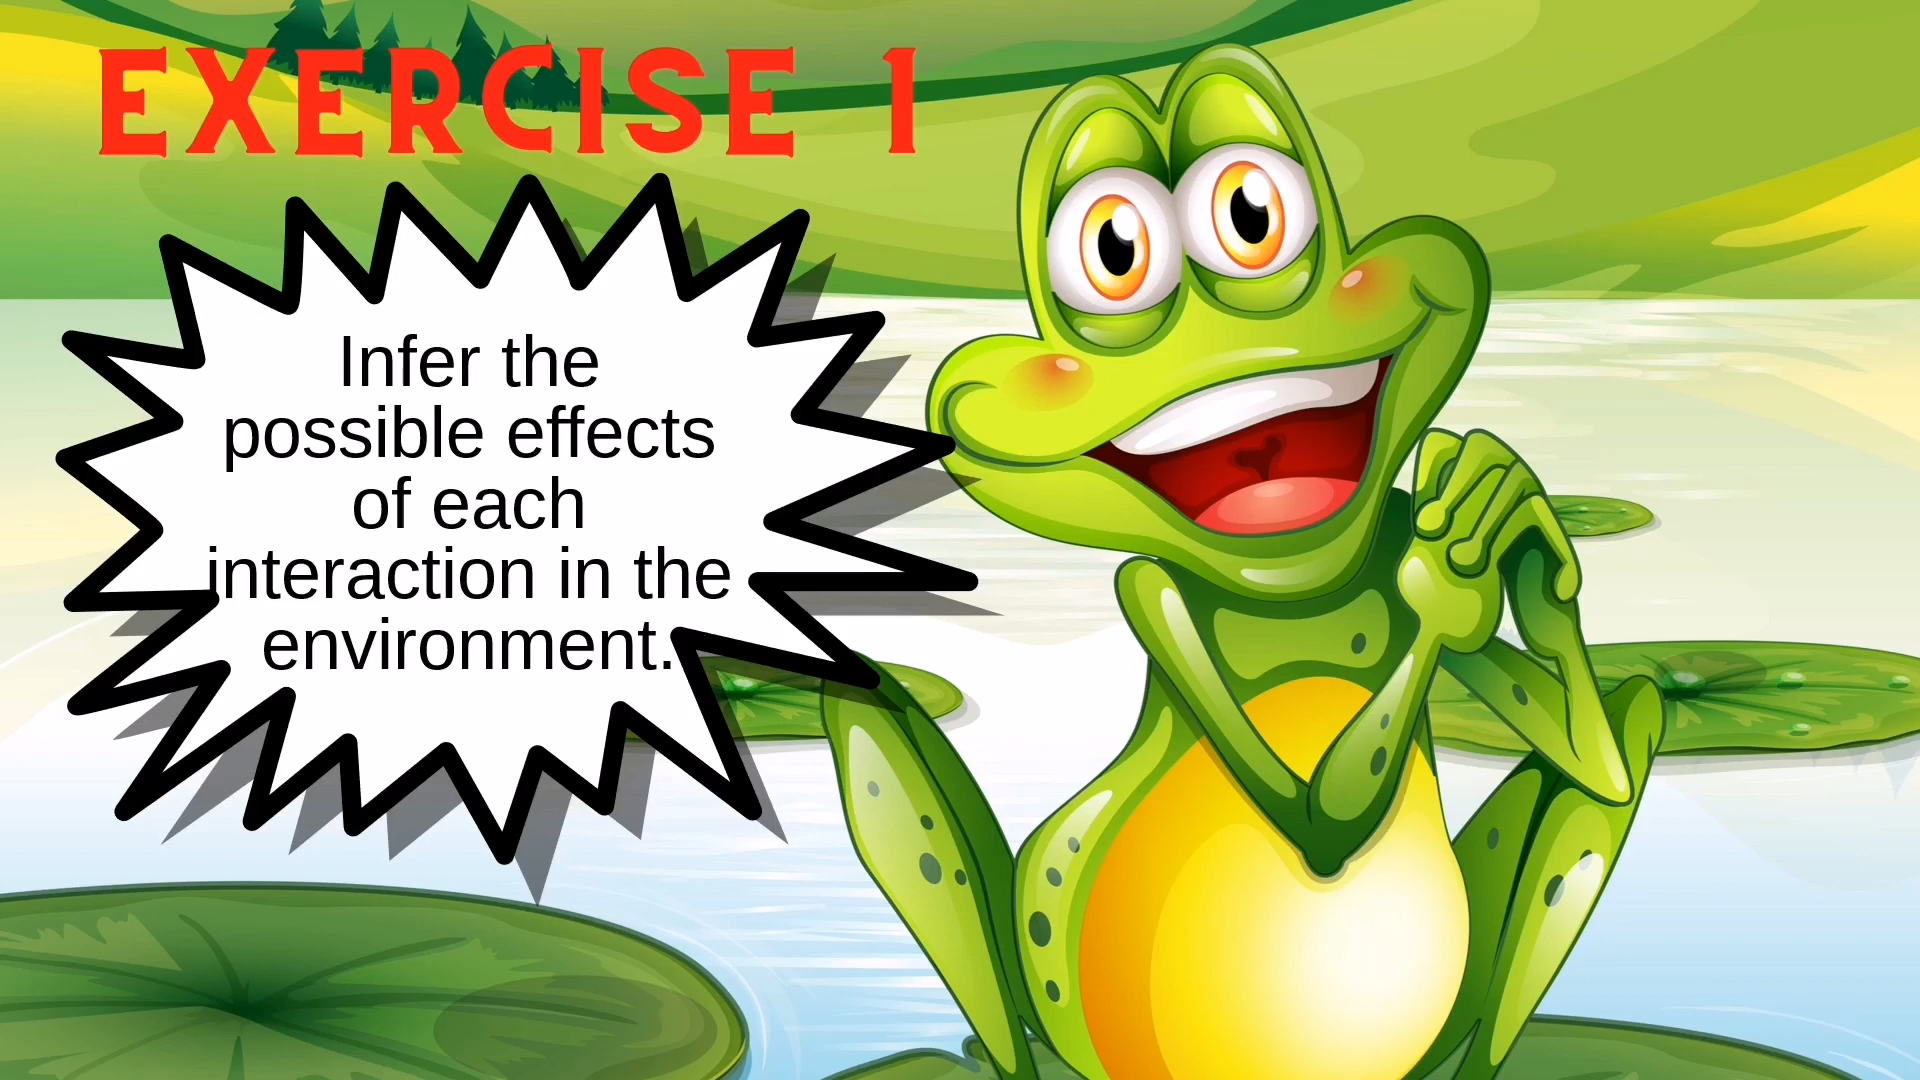 EXERCISE 1
Infer the
possible effects
of each
interaction in the
environment.